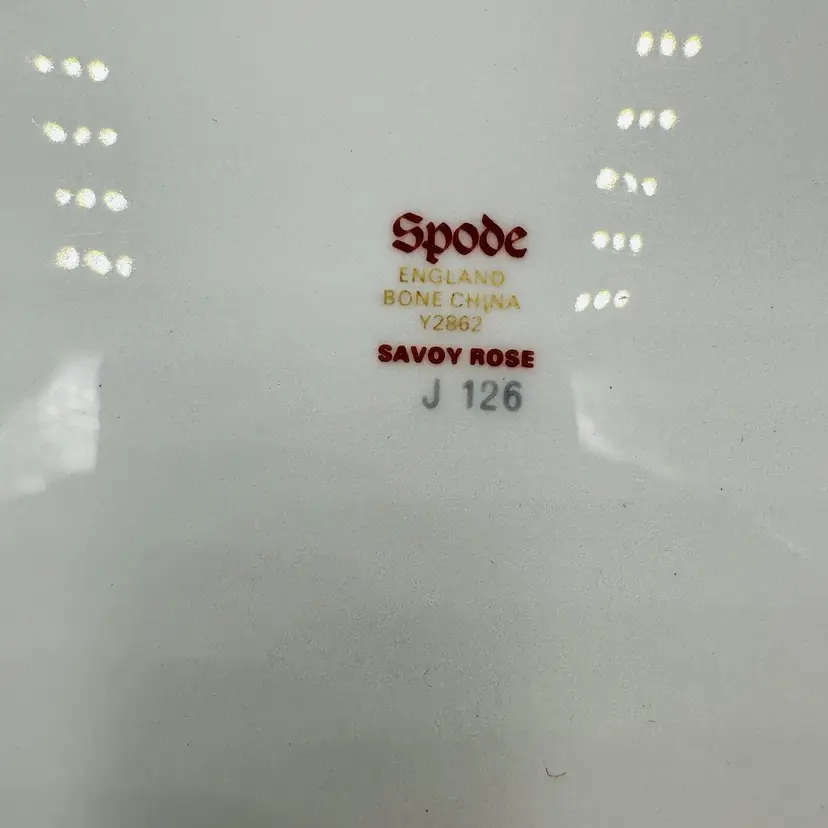 Spode
ENGLAND
BONE CHINA
Y2862
SAVOY ROSE
J 126